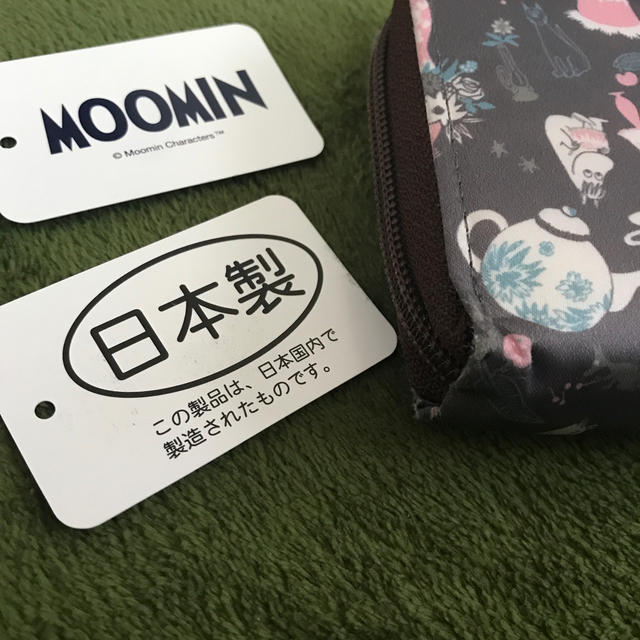 MOOMIN
© Moomin Characters™
日本製
この製品は、日本国内で
製造されたものです。